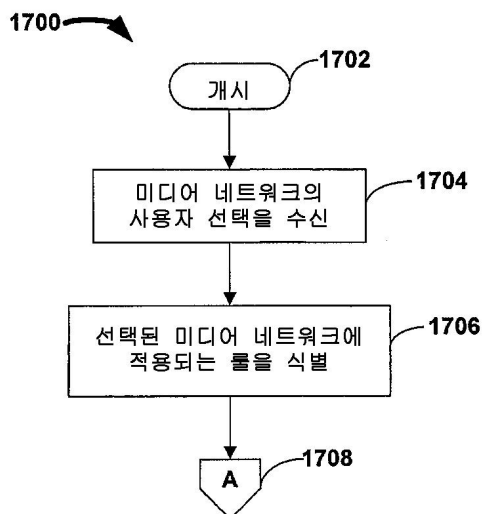 1700
1702
개시
1704
미디어 네트워크의
사용자 선택을 수신
1706
선택된 미디어 네트워크에
적용되는 룰을 식별
1708
A